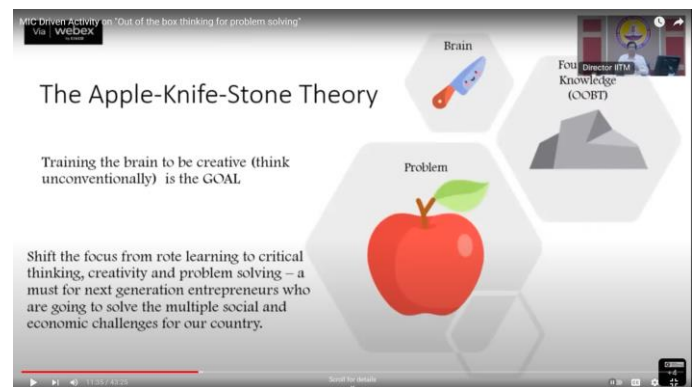 MIC Driven Activity on "Out of the box thinking for problem solving"
Via webex
Director IITM
The Apple-Knife-Stone Theory
Brain
Knowledge
(OOBT)
Problem
Training the brain to be creative (think
unconventionally) is the GOAL
Shift the focus from rote learning to critical
thinking, creativity and problem solving – a
must for next generation entrepreneurs who
are going to solve the multiple social and
economic challenges for our country.
Scroll for details
+4